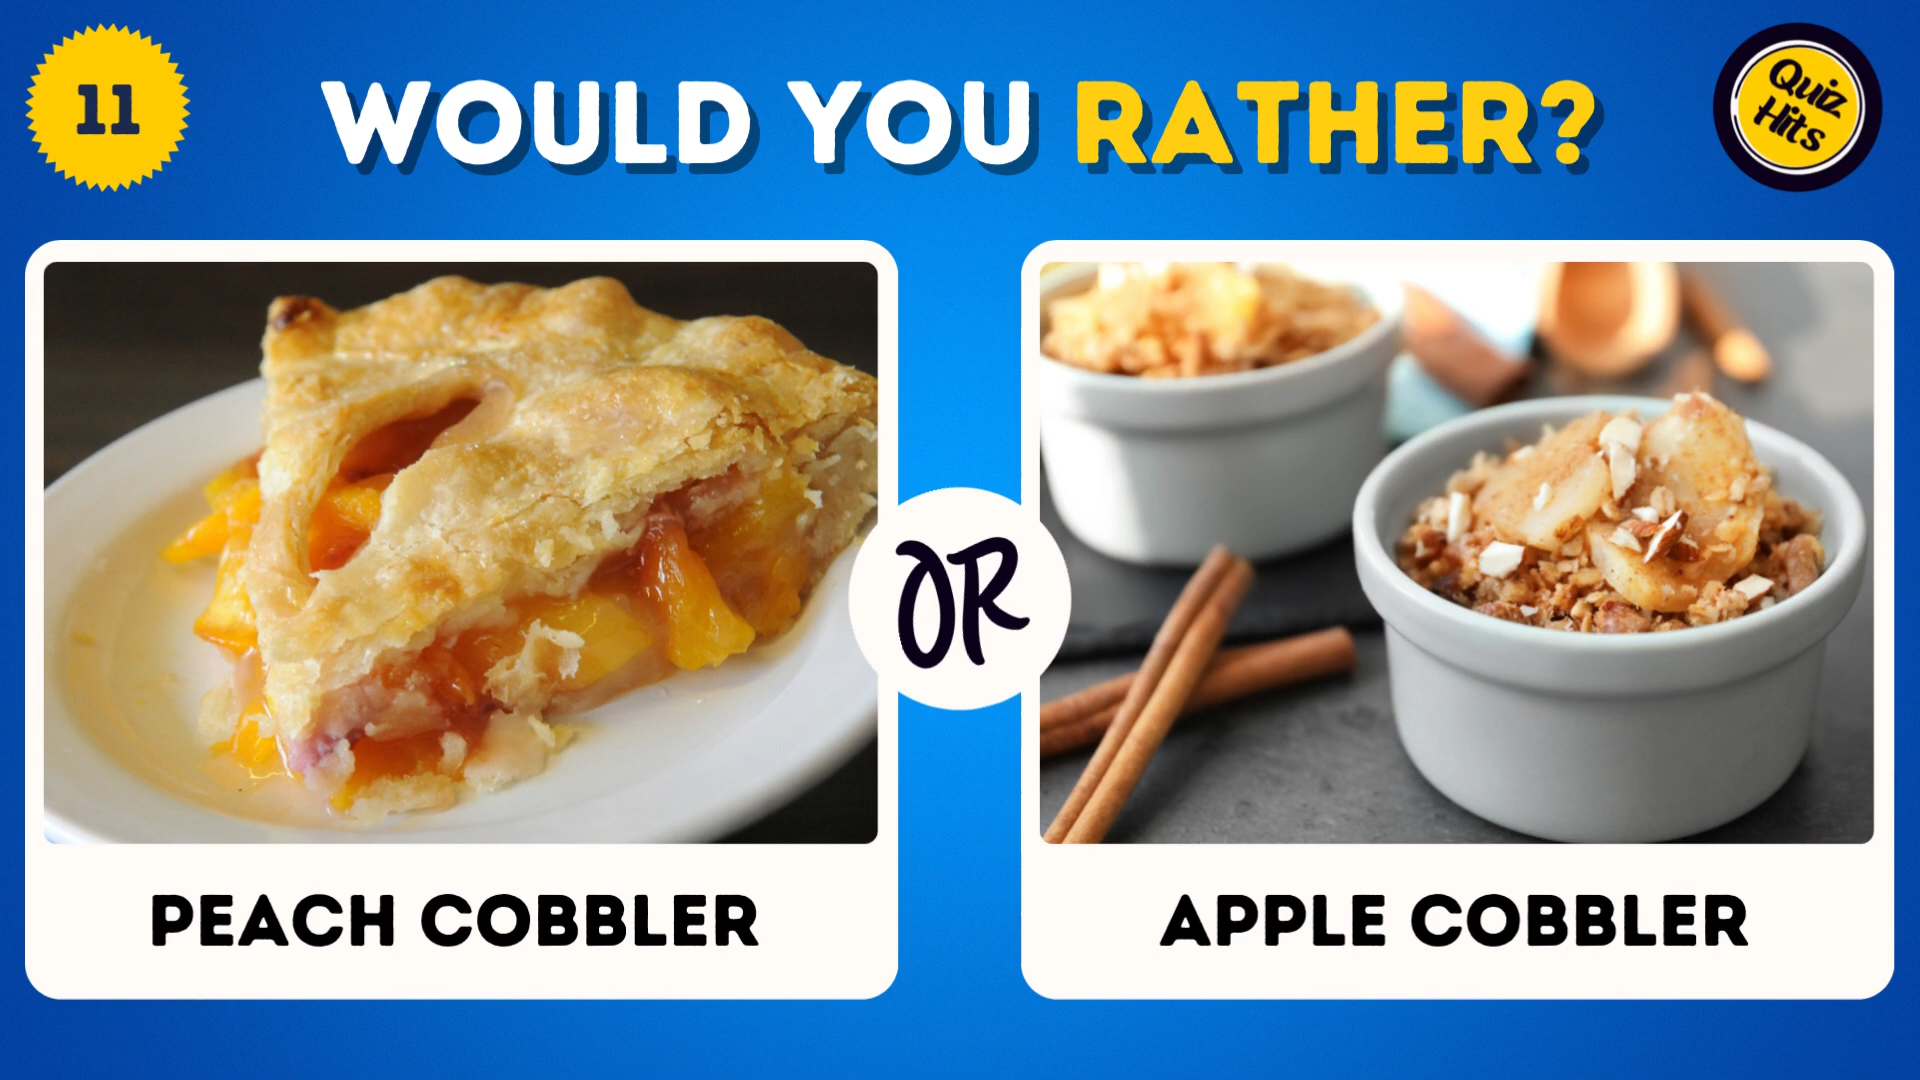 11
WOULD YOU RATHER?
Quiz
Hits
OR
PEACH COBBLER
APPLE COBBLER